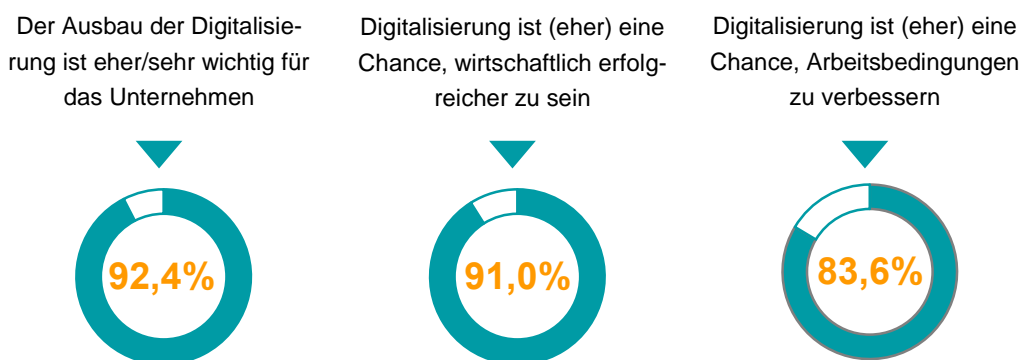 Der Ausbau der Digitalisie-
rung ist eher/sehr wichtig für
das Unternehmen
92,4%
Digitalisierung ist (eher) eine
Chance, wirtschaftlich erfolg-
reicher zu sein
91,0%
Digitalisierung ist (eher) eine
Chance, Arbeitsbedingungen
zu verbessern
83,6%